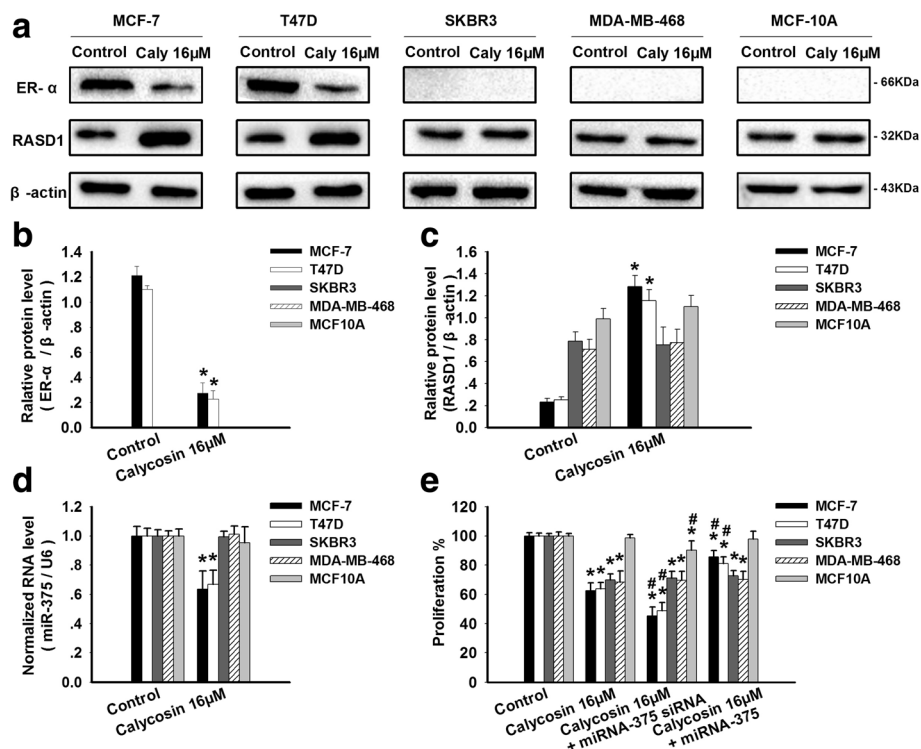 a
MCF-7 T47D SKBR3 MDA-MB-468 MCF-10A
Control Caly 16μM Control Caly 16μM Control Caly 16μM Control Caly 16μM Control Caly 16μM
ER- α - 66KDa
RASD1 - 32KDa
β -actin - 43KDa
b
Ralative protein level
( ER-α / β -actin )
1.4
1.2
1.0
.8
.6
.4
.2
0.0
* *
Control
Calycosin 16μM
MCF-7
T47D
SKBR3
MDA-MB-468
MCF10A
c
Ralative protein level
(RASD1 / β -actin )
1.6
1.4
1.2
1.0
.8
.6
.4
.2
0.0
* *
Control
Calycosin 16μM
MCF-7
T47D
SKBR3
MDA-MB-468
MCF10A
d
Normalized RNA level
( miR-375 / U6 )
1.2
1.0
.8
.6
.4
.2
.0
* *
Control
Calycosin 16μM
MCF-7
T47D
SKBR3
MDA-MB-468
MCF10A
e
Proliferation %
120
100
80
60
40
20
0
* * * *
# # #
* * * * *
# #
* * * *
Control
Calycosin 16μM
Calycosin 16μM
+ miRNA-375 siRNA
Calycosin 16μM
+ miRNA-375
MCF-7
T47D
SKBR3
MDA-MB-468
MCF10A